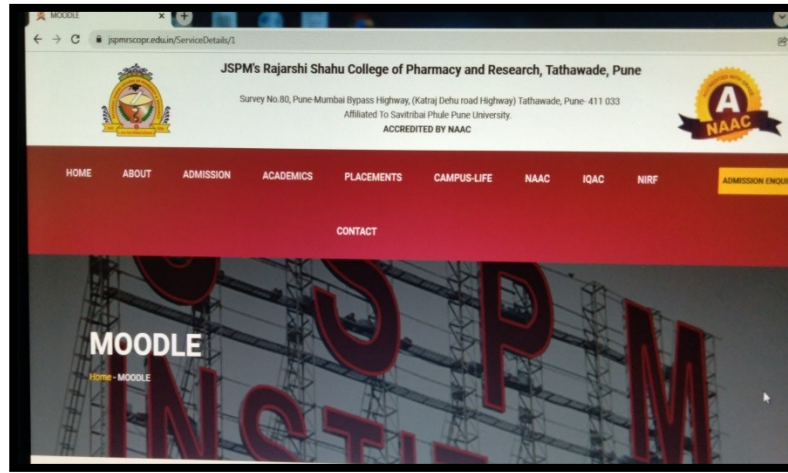 MOODLE
jspmrscopr.edu.in/ServiceDetails/1
JSPM's Rajarshi Shahu College of Pharmacy and Research, Tathawade, Pune
Survey No.80, Pune-Mumbai Bypass Highway, (Katraj Dehu road Highway) Tathawade, Pune- 411 033
Affiliated To Savitribai Phule Pune University.
ACCREDITED BY NAAC
A
NAAC
HOME ABOUT ADMISSION ACADEMICS PLACEMENTS CAMPUS-LIFE NAAC IQAC NIRF ADMISSION ENQU
CONTACT
JSPM
INSTI
MOODLE
Home - MOODLE